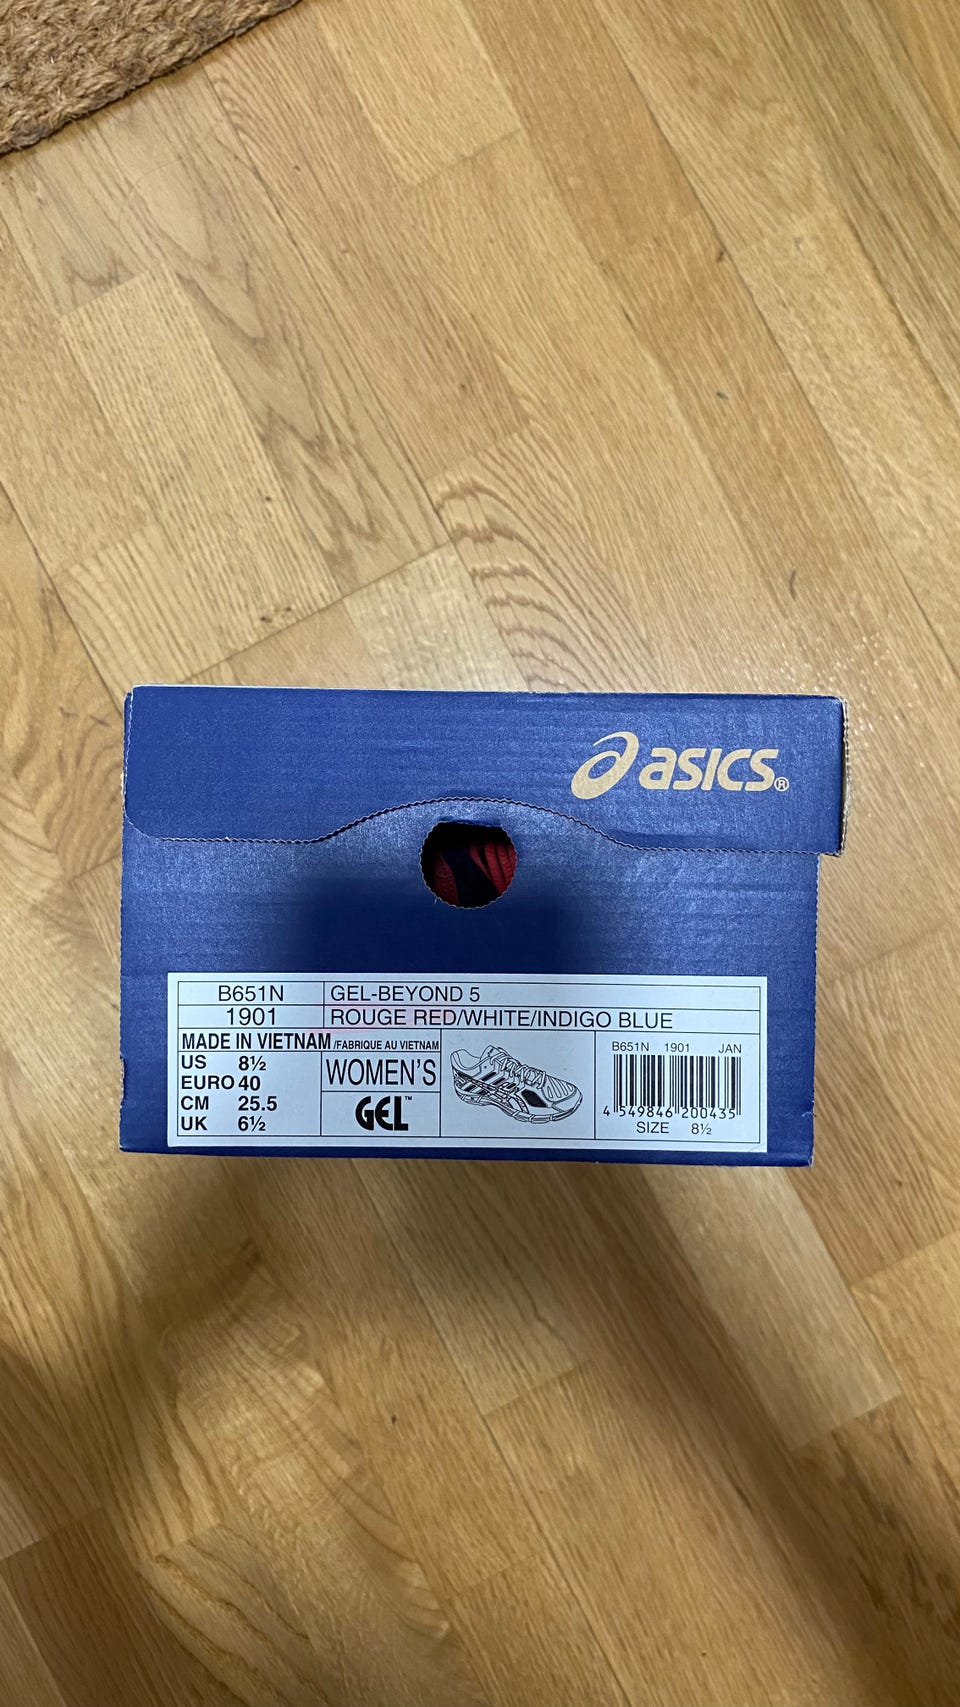 asics®
B651N GEL-BEYOND 5
1901 ROUGE RED/WHITE/INDIGO BLUE
MADE IN VIETNAM /FABRIQUE AU VIETNAM
US 8½
EURO 40
CM 25.5
UK 6½
WOMEN'S
GEL™
B651N 1901 JAN
4 549846 200435
SIZE 8½